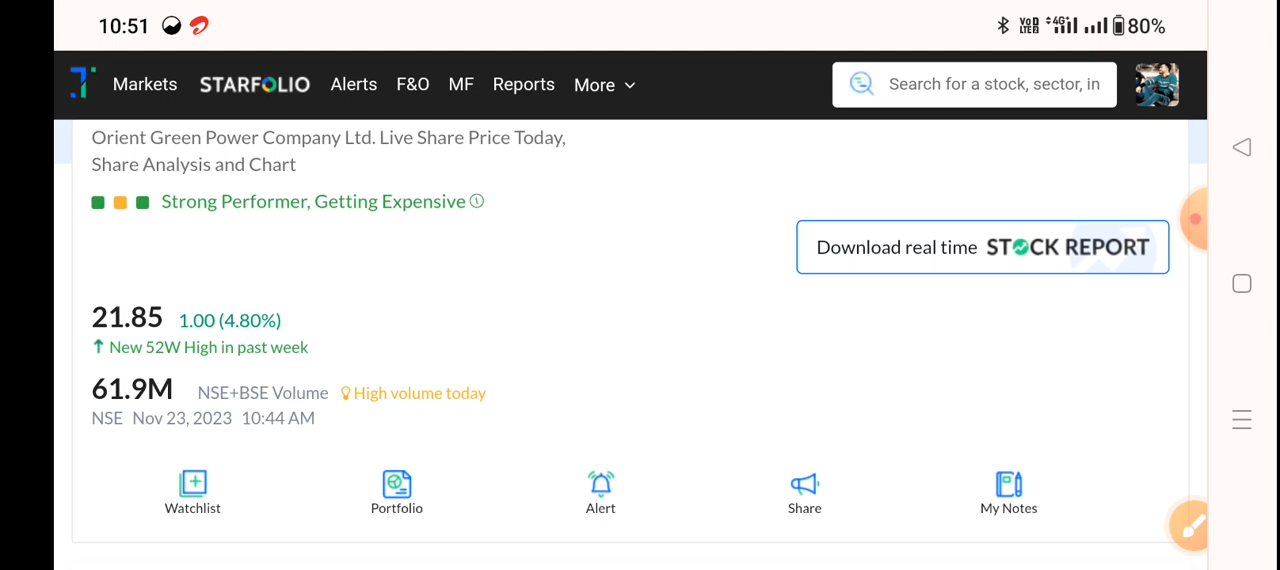 10:51 VoD LTE2 4G 80%
Markets STARFOLIO Alerts F&O MF Reports More Search for a stock, sector, in
Orient Green Power Company Ltd. Live Share Price Today,
Share Analysis and Chart
Strong Performer, Getting Expensive
Download real time STOCK REPORT
21.85 1.00 (4.80%)
New 52W High in past week
61.9M NSE+BSE Volume High volume today
NSE Nov 23, 2023 10:44 AM
Watchlist Portfolio Alert Share My Notes